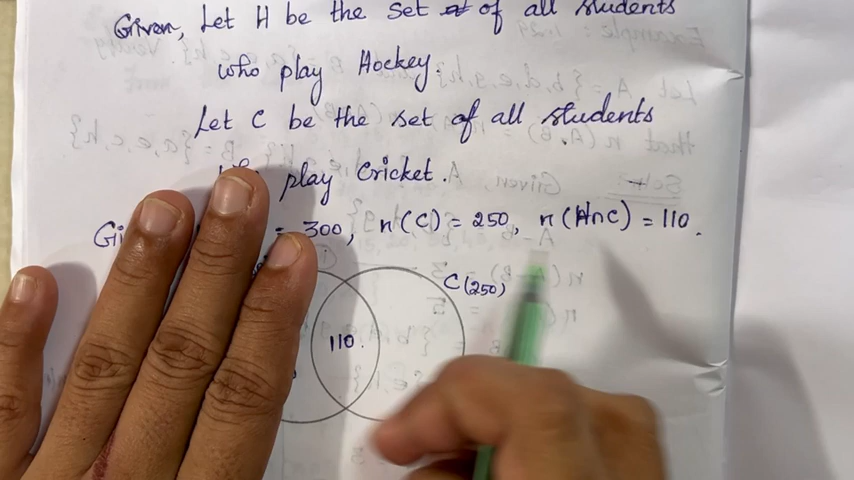 Given, Let H be the set of all students
who play Hockey.
Let C be the set of all students
play Cricket.
= 300, n(C) = 250, n(H∩C) = 110.
C(250)
110.